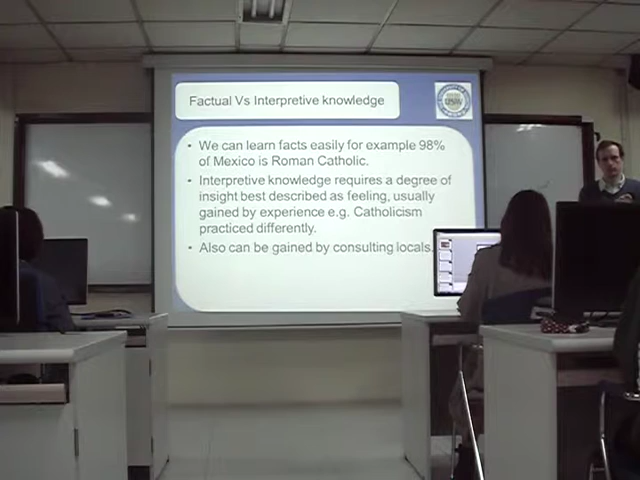 Factual Vs Interpretive knowledge
• We can learn facts easily for example 98%
of Mexico is Roman Catholic.
• Interpretive knowledge requires a degree of
insight best described as feeling, usually
gained by experience e.g. Catholicism
practiced differently.
• Also can be gained by consulting locals.